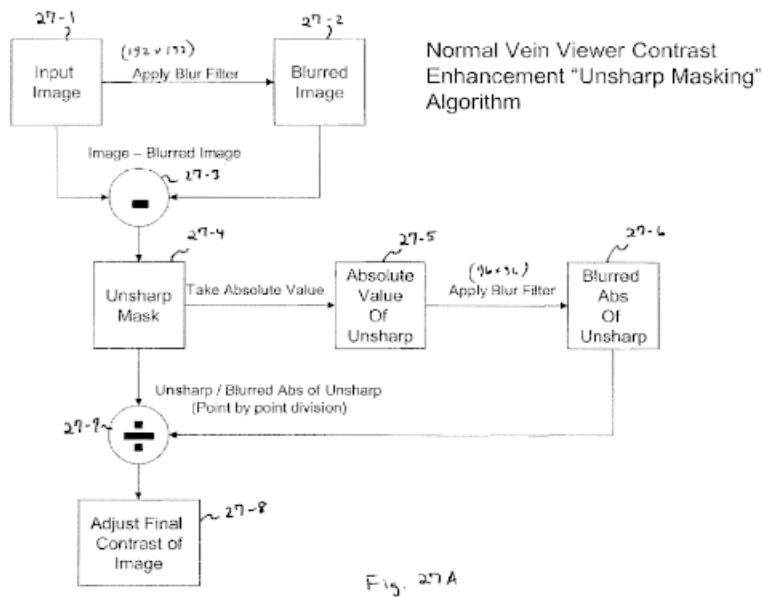 27-1
27-2
Input
Image
(192 x 192)
Apply Blur Filter
Blurred
Image
Normal Vein Viewer Contrast
Enhancement “Unsharp Masking”
Algorithm
Image – Blurred Image
27-3
27-4
Unsharp
Mask
Take Absolute Value
27-5
Absolute
Value
Of
Unsharp
(96 x 96)
Apply Blur Filter
27-6
Blurred
Abs
Of
Unsharp
Unsharp / Blurred Abs of Unsharp
(Point by point division)
27-7
Adjust Final
Contrast of
Image
27-8
Fig. 27A